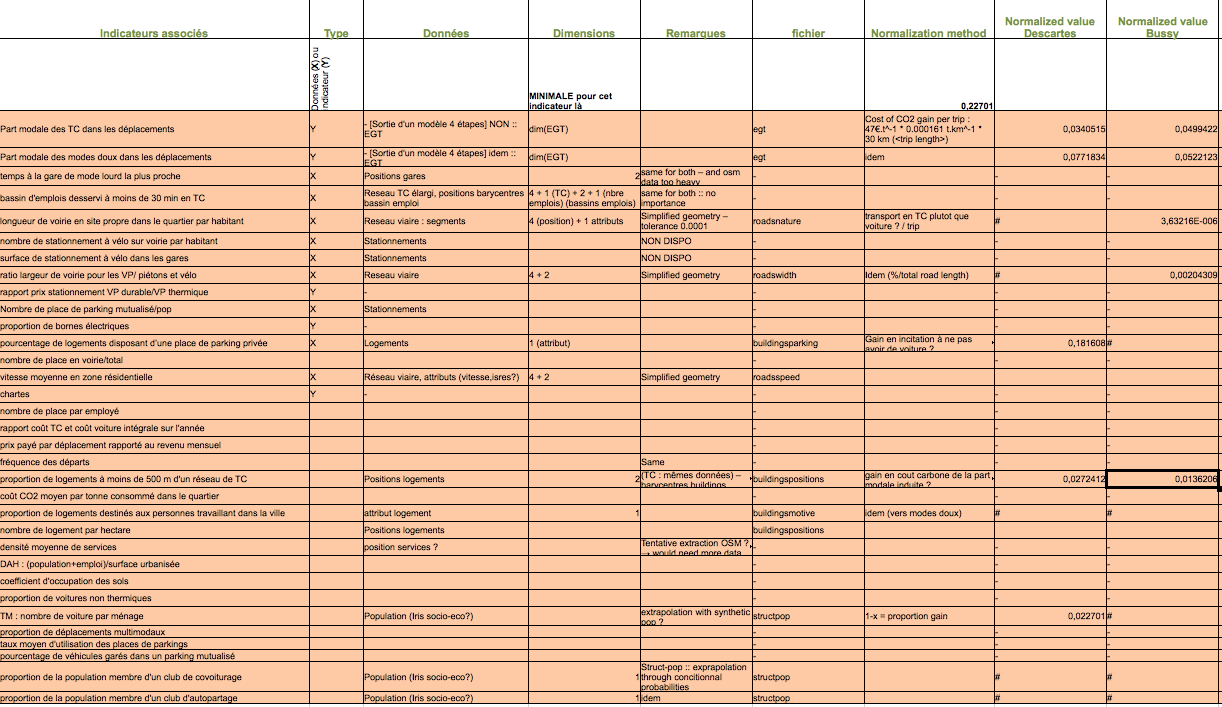 Indicateurs associés Type Données Dimensions Remarques fichier Normalization method Normalized value Descartes Normalized value Bussy
Données (X) ou indicateur (Y) MINIMALE pour cet indicateur là 0,22701
Part modale des TC dans les déplacements Y - [Sortie d'un modèle 4 étapes] NON :: EGT dim(EGT) egt Cost of CO2 gain per trip : 47€.t^-1 * 0.000161 t.km^-1 * 30 km (<trip length>) 0,0340515 0,0499422
Part modale des modes doux dans les déplacements Y - [Sortie d'un modèle 4 étapes] idem :: EGT dim(EGT) egt idem 0,0771834 0,0522123
temps à la gare de mode lourd la plus proche X Positions gares 2 same for both – and osm data too heavy - - -
bassin d'emplois desservi à moins de 30 min en TC X Reseau TC élargi, positions barycentres bassin emploi 4 + 1 (TC) + 2 + 1 (nbre emplois) (bassins emplois) same for both :: no importance - - -
longueur de voirie en site propre dans le quartier par habitant X Reseau viaire : segments 4 (position) + 1 attributs Simplified geometry – tolerance 0.0001 roadsnature transport en TC plutot que voiture ? / trip # 3,63216E-006
nombre de stationnement à vélo sur voirie par habitant X Stationnements NON DISPO - - -
surface de stationnement à vélo dans les gares X Stationnements NON DISPO - - -
ratio largeur de voirie pour les VP/ piétons et vélo X Reseau viaire 4 + 2 Simplified geometry roadswidth Idem (%/total road length) # 0,00204309
rapport prix stationnement VP durable/VP thermique Y - - - -
Nombre de place de parking mutualisé/pop X Stationnements - - -
proportion de bornes électriques Y - - - -
pourcentage de logements disposant d'une place de parking privée X Logements 1 (attribut) buildingsparking Gain en incitation à ne pas avoir de voiture ? 0,181608 #
nombre de place en voirie/total - - -
vitesse moyenne en zone résidentielle X Réseau viaire, attributs (vitesse,isres?) 4 + 2 Simplified geometry roadsspeed
chartes Y - - - -
nombre de place par employé - - -
rapport coût TC et coût voiture intégrale sur l'année - - -
prix payé par déplacement rapporté au revenu mensuel - - -
fréquence des départs Same - - -
proportion de logements à moins de 500 m d'un réseau de TC Positions logements 2 (TC : mêmes données) – barycentres buildings buildingspositions gain en cout carbone de la part modale induite ? 0,0272412 0,0136206
coût CO2 moyen par tonne consommé dans le quartier - - -
proportion de logements destinés aux personnes travaillant dans la ville attribut logement 1 buildingsmotive idem (vers modes doux) # #
nombre de logement par hectare Positions logements buildingspositions
densité moyenne de services position services ? Tentative extraction OSM ? → would need more data - - -
DAH : (population+emploi)/surface urbanisée - - -
coefficient d'occupation des sols - - -
proportion de voitures non thermiques - - -
TM : nombre de voiture par ménage Population (Iris socio-eco?) extrapolation with synthetic pop ? structpop 1-x = proportion gain 0,022701 #
proportion de déplacements multimodaux - - -
taux moyen d'utilisation des places de parkings - - -
pourcentage de véhicules garés dans un parking mutualisé - - -
proportion de la population membre d'un club de covoiturage Population (Iris socio-eco?) 1 Struct-pop :: exprapolation through concitionnal probabilities structpop # #
proportion de la population membre d'un club d'autopartage Population (Iris socio-eco?) 1 idem structpop # #